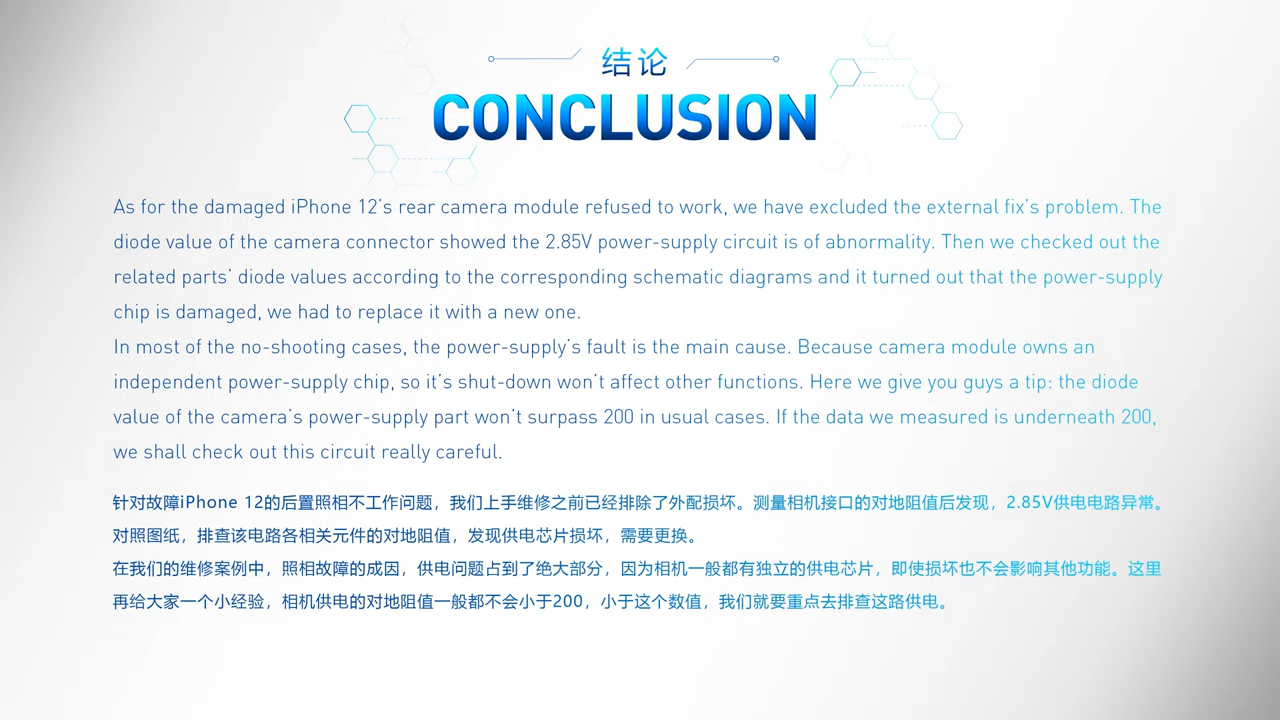 结论
CONCLUSION
As for the damaged iPhone 12's rear camera module refused to work, we have excluded the external fix's problem. The
diode value of the camera connector showed the 2.85V power-supply circuit is of abnormality. Then we checked out the
related parts' diode values according to the corresponding schematic diagrams and it turned out that the power-supply
chip is damaged, we had to replace it with a new one.
In most of the no-shooting cases, the power-supply's fault is the main cause. Because camera module owns an
independent power-supply chip, so it's shut-down won't affect other functions. Here we give you guys a tip: the diode
value of the camera's power-supply part won't surpass 200 in usual cases. If the data we measured is underneath 200,
we shall check out this circuit really careful.
针对故障iPhone 12的后置照相不工作问题，我们上手维修之前已经排除了外配损坏。测量相机接口的对地阻值后发现，2.85V供电电路异常。
对照图纸，排查该电路各相关元件的对地阻值，发现供电芯片损坏，需要更换。
在我们的维修案例中，照相故障的成因，供电问题占到了绝大部分，因为相机一般都有独立的供电芯片，即使损坏也不会影响其他功能。这里
再给大家一个小经验，相机供电的对地阻值一般都不会小于200，小于这个数值，我们就要重点去排查这路供电。